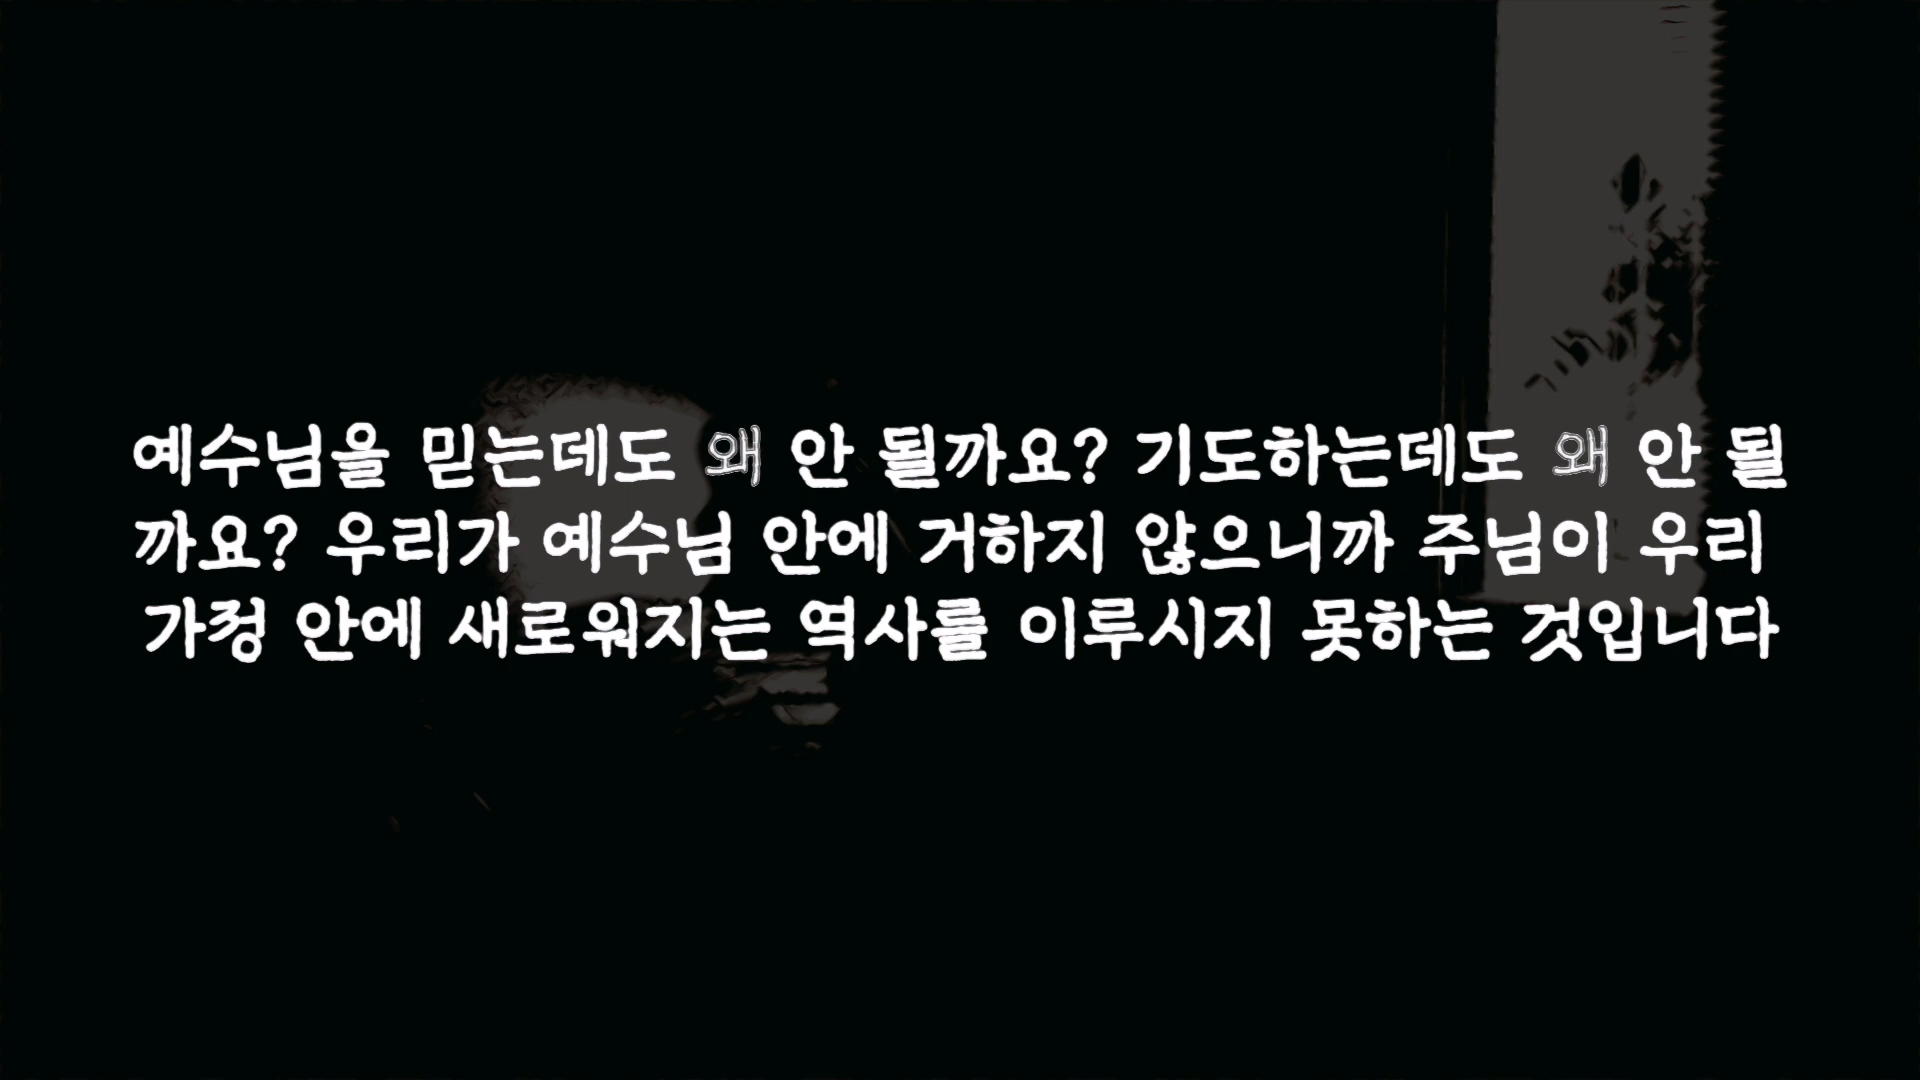 예수님을 믿는데도 왜 안 될까요? 기도하는데도 왜 안 될
까요? 우리가 예수님 안에 거하지 않으니까 주님이 우리
가정 안에 새로워지는 역사를 이루시지 못하는 것입니다